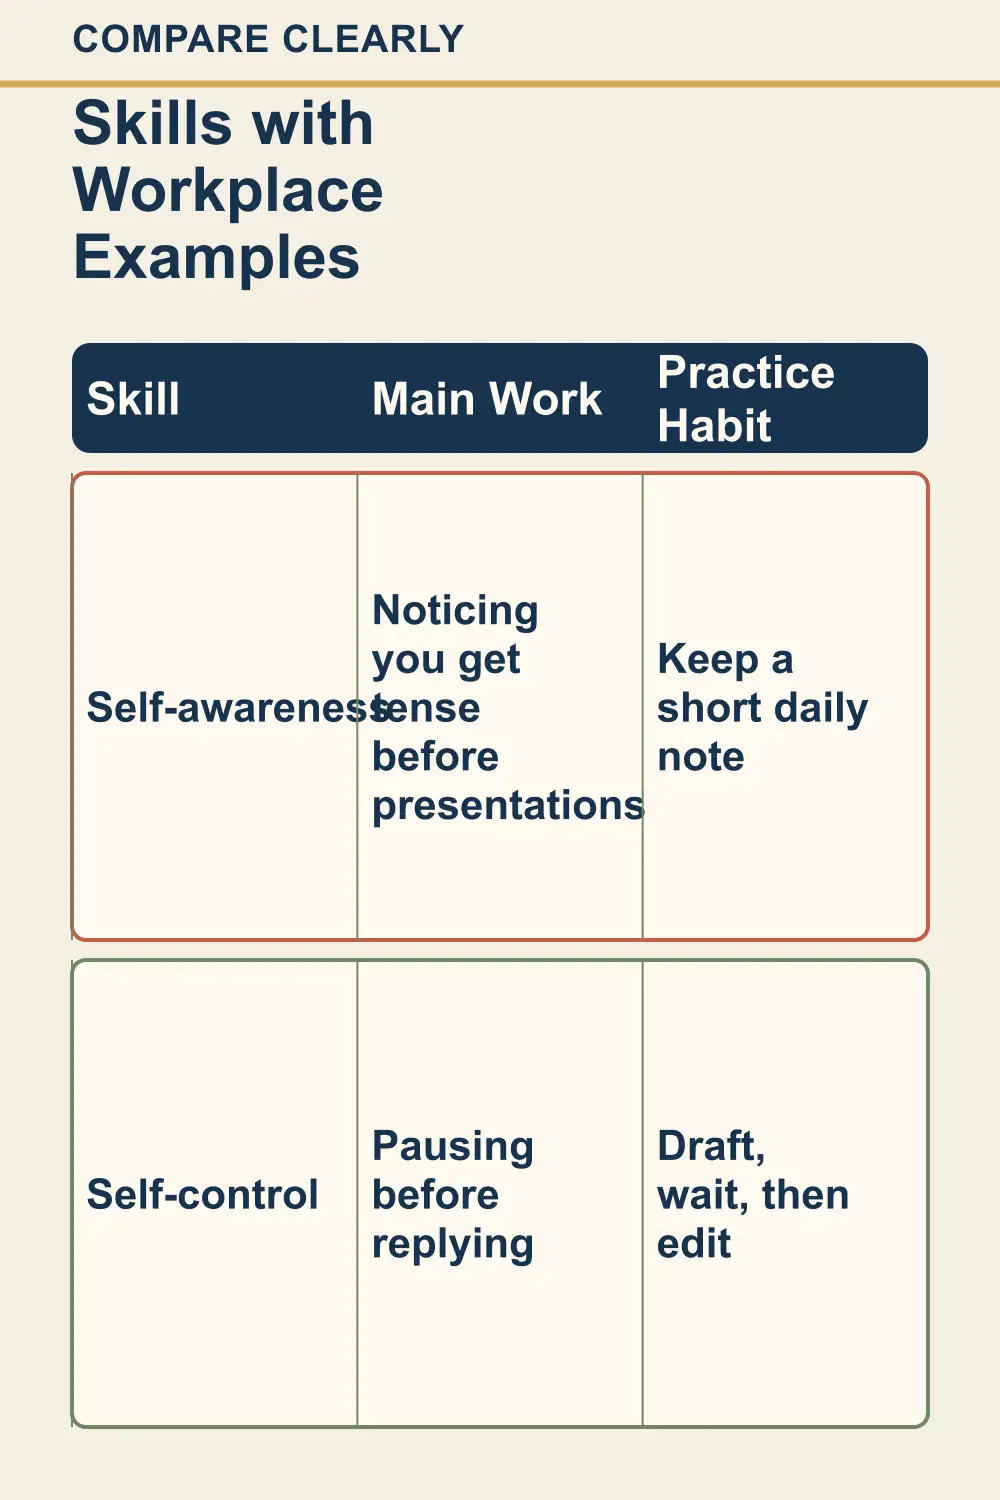 COMPARE CLEARLY
Skills with
Workplace
Examples
Skill
Main Work
Practice
Habit
Self-awareness
Noticing
you get
tense
before
presentations
Keep a
short daily
note
Self-control
Pausing
before
replying
Draft,
wait, then
edit